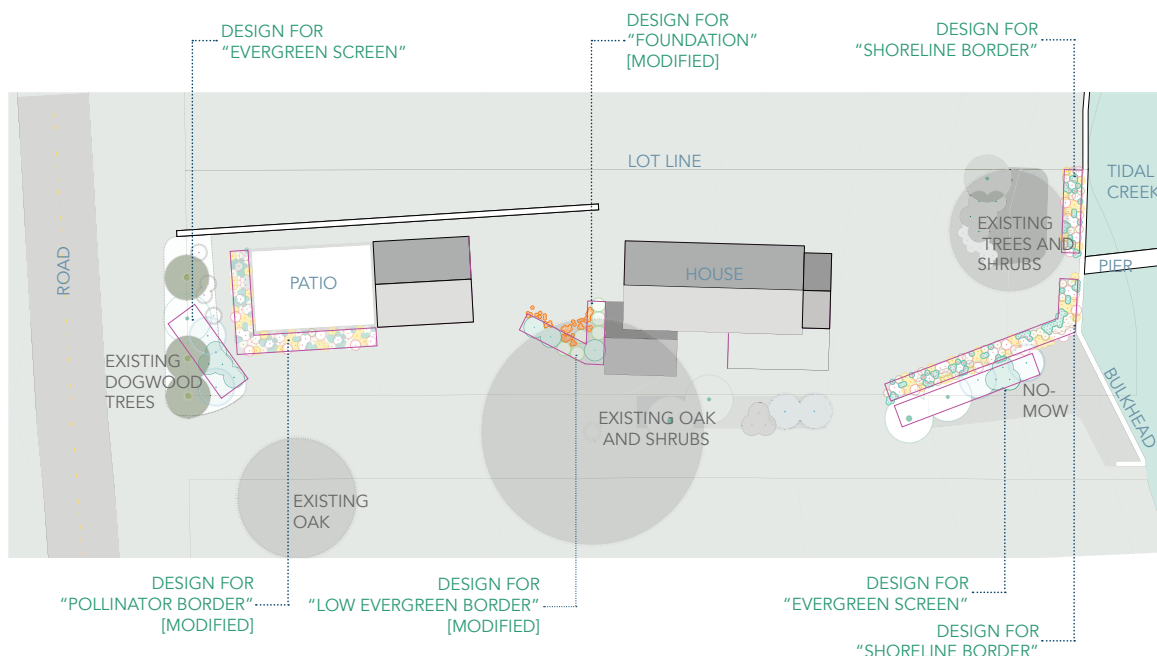 DESIGN FOR
“EVERGREEN SCREEN”
DESIGN FOR
“FOUNDATION”
[MODIFIED]
DESIGN FOR
“SHORELINE BORDER”
LOT LINE
TIDAL
CREEK
ROAD
PATIO
HOUSE
EXISTING
TREES AND
SHRUBS
PIER
EXISTING
DOGWOOD
TREES
EXISTING OAK
AND SHRUBS
NO-
MOW
BULKHEAD
EXISTING
OAK
DESIGN FOR
“POLLINATOR BORDER”
[MODIFIED]
DESIGN FOR
“LOW EVERGREEN BORDER”
[MODIFIED]
DESIGN FOR
“EVERGREEN SCREEN”
DESIGN FOR
“SHORELINE BORDER”